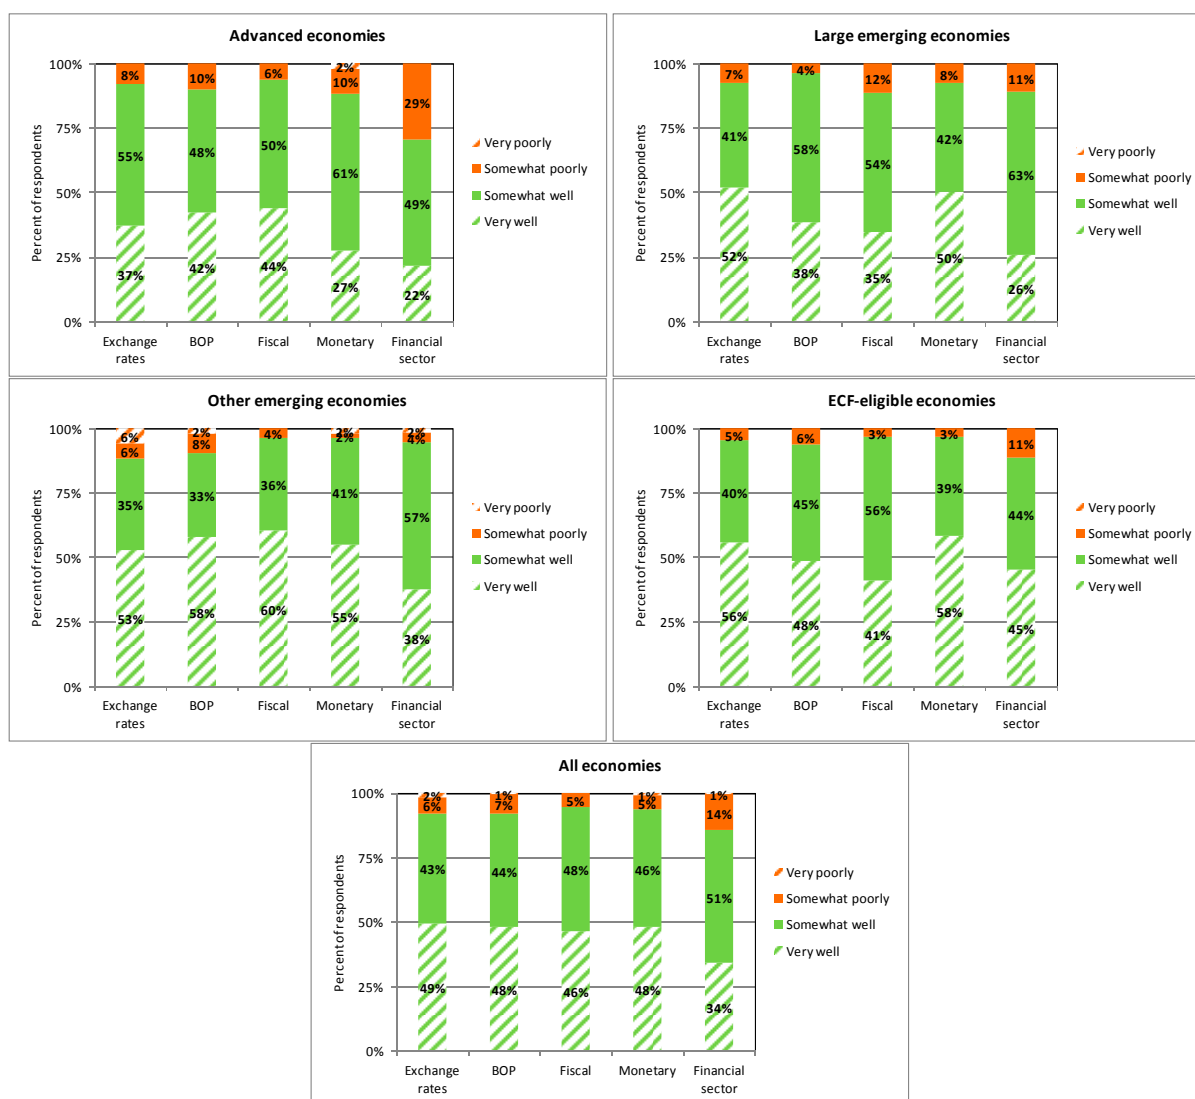 Advanced economies
Percent of respondents
100%
75%
50%
25%
0%
8% 10% 6% 2% 10% 29%
55% 48% 50% 61% 49%
37% 42% 44% 27% 22%
Exchange rates BOP Fiscal Monetary Financial sector
Very poorly
Somewhat poorly
Somewhat well
Very well
Large emerging economies
Percent of respondents
100%
75%
50%
25%
0%
7% 4% 12% 8% 11%
41% 58% 54% 42% 63%
52% 38% 35% 50% 26%
Exchange rates BOP Fiscal Monetary Financial sector
Very poorly
Somewhat poorly
Somewhat well
Very well
Other emerging economies
Percent of respondents
100%
75%
50%
25%
0%
6% 2% 2% 2%
6% 8% 4% 2% 4%
35% 33% 36% 41% 57%
53% 58% 60% 55% 38%
Exchange rates BOP Fiscal Monetary Financial sector
Very poorly
Somewhat poorly
Somewhat well
Very well
ECF-eligible economies
Percent of respondents
100%
75%
50%
25%
0%
5% 6% 3% 3% 11%
40% 45% 56% 39% 44%
56% 48% 41% 58% 45%
Exchange rates BOP Fiscal Monetary Financial sector
Very poorly
Somewhat poorly
Somewhat well
Very well
All economies
Percent of respondents
100%
75%
50%
25%
0%
2% 1% 1% 1%
6% 7% 5% 5% 14%
43% 44% 48% 46% 51%
49% 48% 46% 48% 34%
Exchange rates BOP Fiscal Monetary Financial sector
Very poorly
Somewhat poorly
Somewhat well
Very well